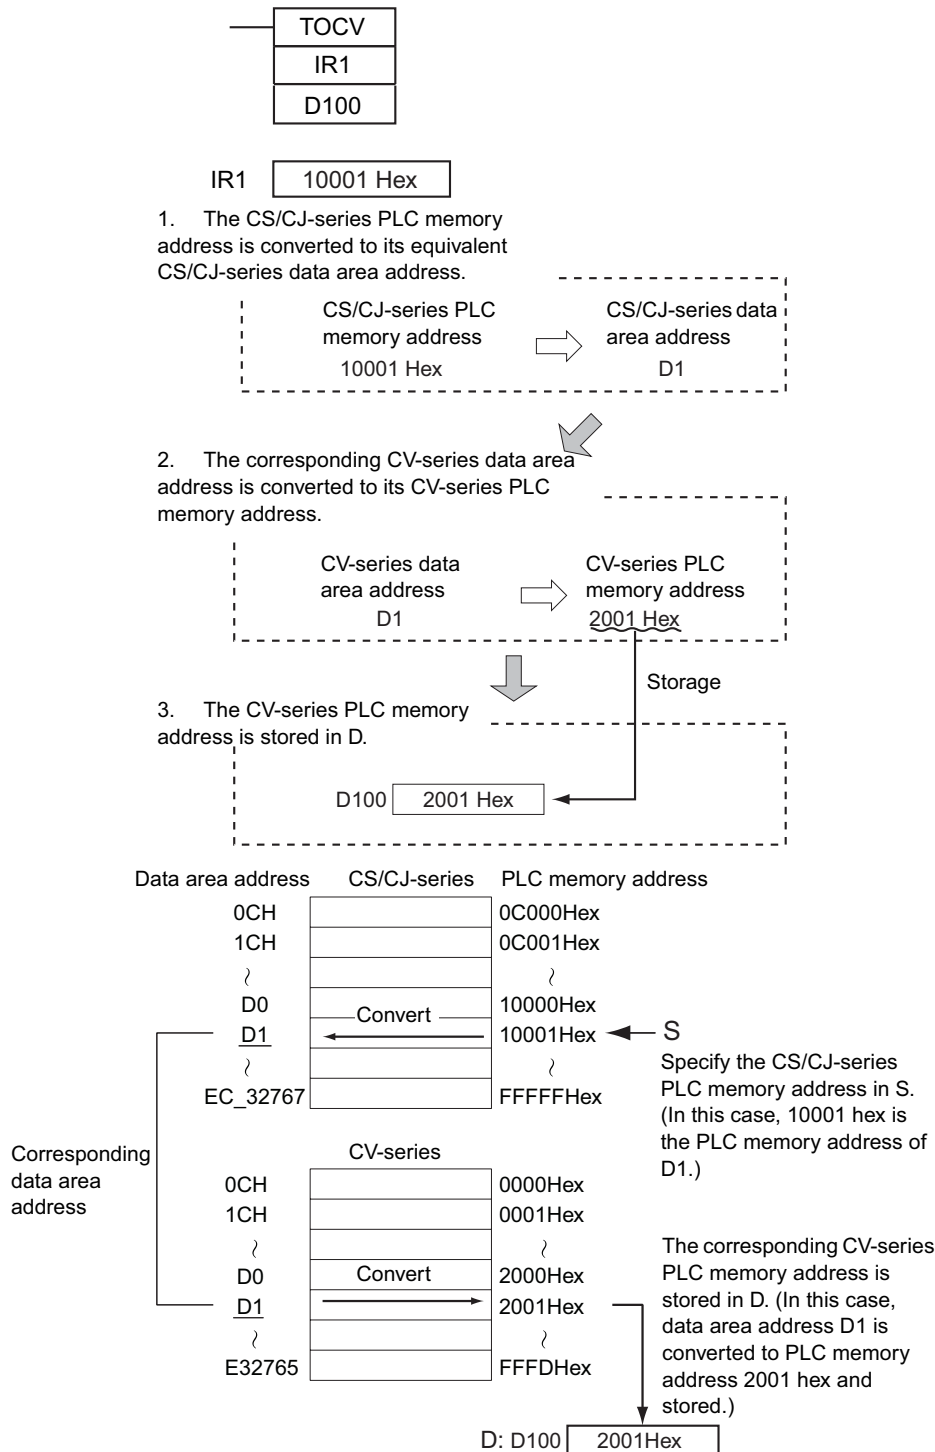 TOCV
IR1
D100
IR1 10001 Hex
1. The CS/CJ-series PLC memory
address is converted to its equivalent
CS/CJ-series data area address.
CS/CJ-series PLC
memory address
10001 Hex
CS/CJ-series data
area address
D1
2. The corresponding CV-series data area
address is converted to its CV-series PLC
memory address.
CV-series data
area address
D1
CV-series PLC
memory address
2001 Hex
Storage
3. The CV-series PLC memory
address is stored in D.
D100 2001 Hex
Data area address CS/CJ-series PLC memory address
0CH 0C000Hex
1CH 0C001Hex
~ ~
D0 10000Hex
Convert
D1 10001Hex S
~ ~
EC_32767 FFFFFHex
Specify the CS/CJ-series
PLC memory address in S.
(In this case, 10001 hex is
the PLC memory address of
D1.)
Corresponding
data area
address
CV-series
0CH 0000Hex
1CH 0001Hex
~ ~
D0 Convert 2000Hex
D1 2001Hex
~ ~
E32765 FFFDHex
The corresponding CV-series
PLC memory address is
stored in D. (In this case,
data area address D1 is
converted to PLC memory
address 2001 hex and
stored.)
D: D100 2001Hex